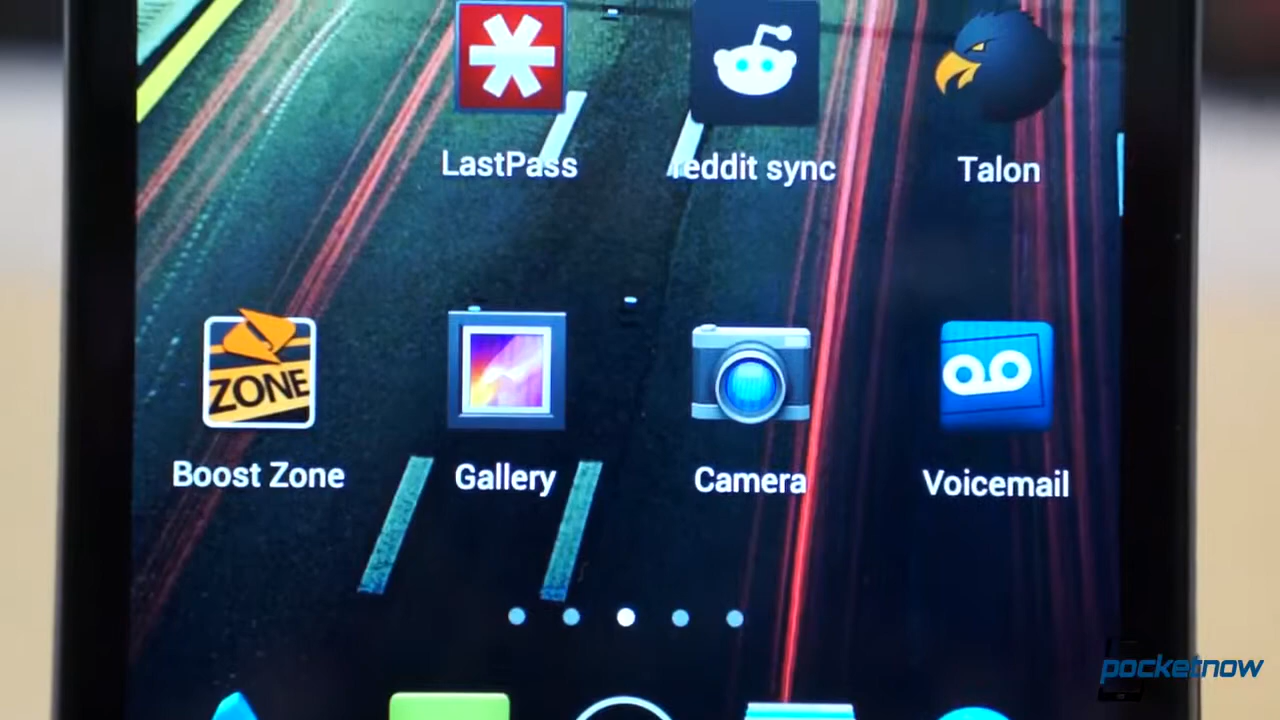 LastPass
reddit sync
Talon
ZONE
Boost Zone
Gallery
Camera
Voicemail
pocketnow